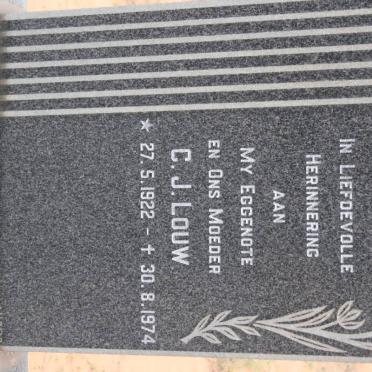 In Liefdevolle
Herinnering
aan
My Eggenote
en Ons Moeder
C.J. Louw
★ 27.5.1922 – ✝ 30.8.1974